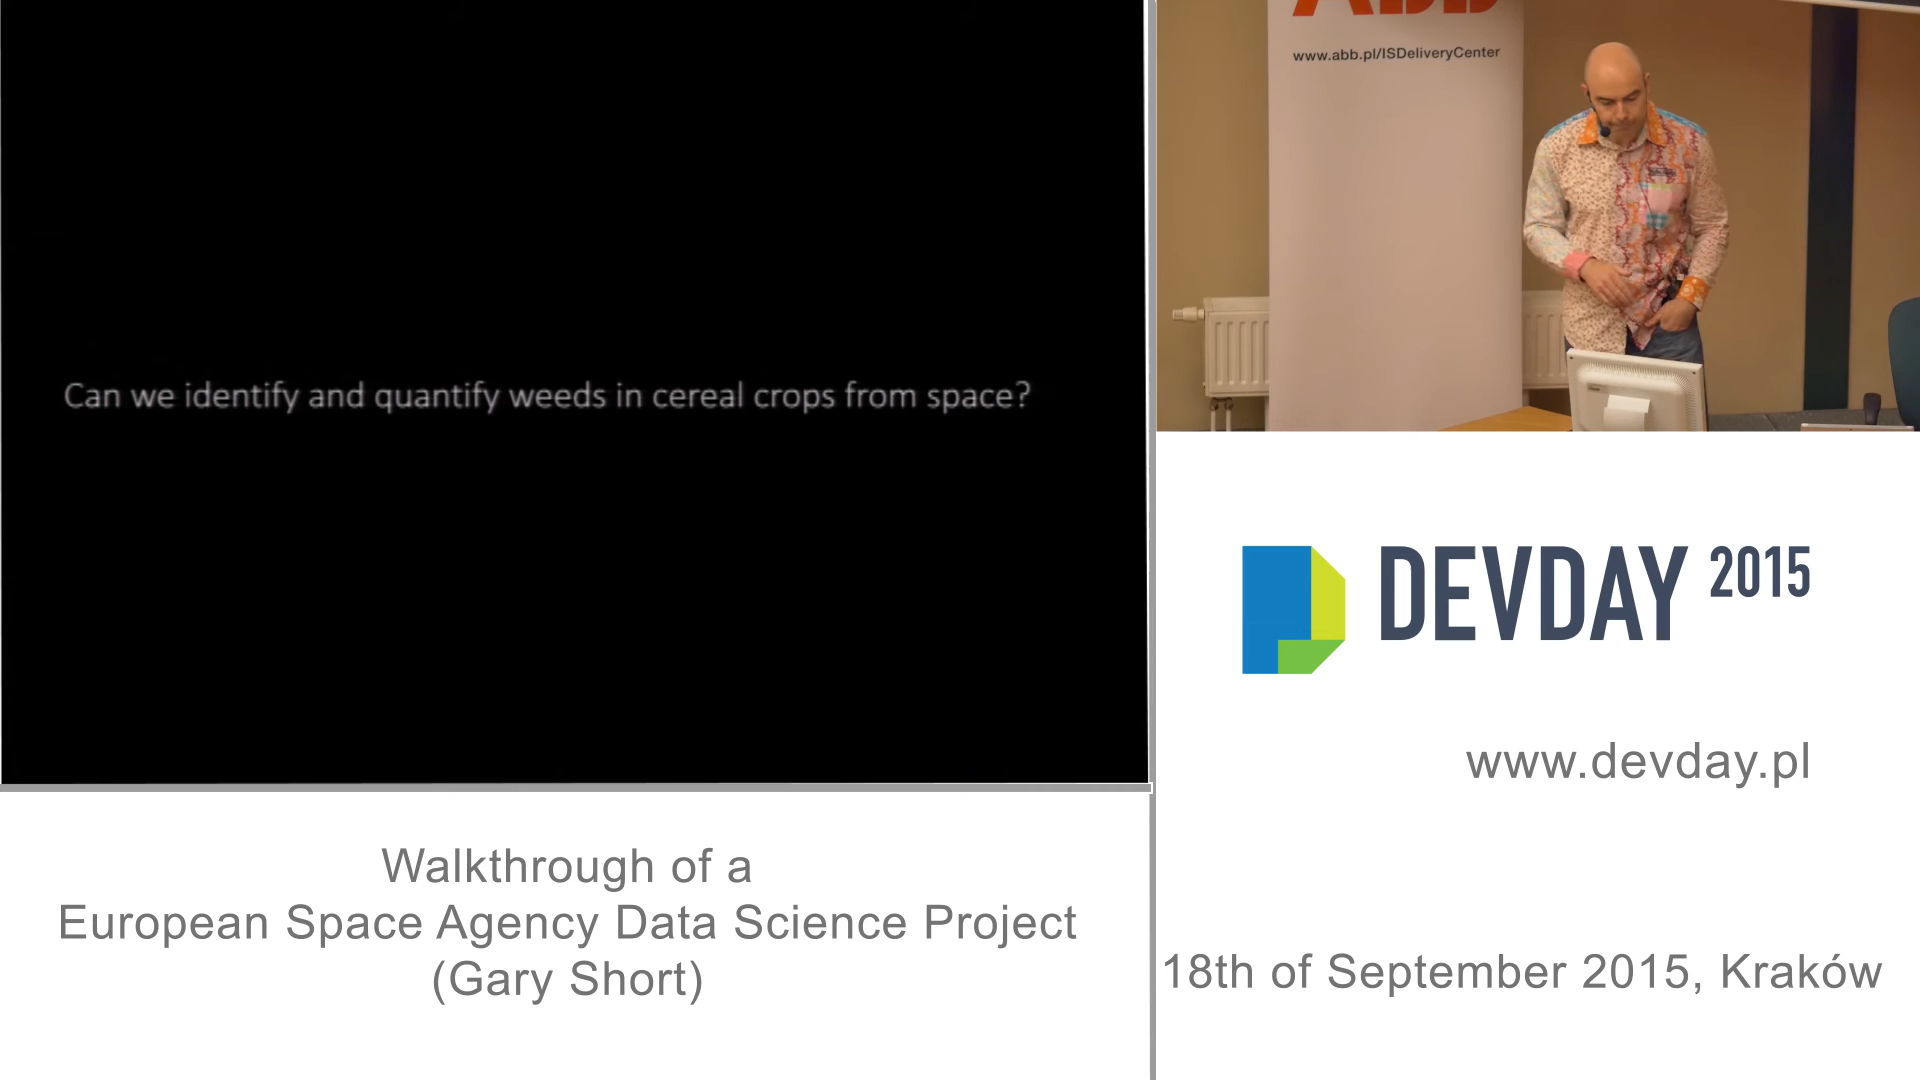 Can we identify and quantify weeds in cereal crops from space?
ABB
www.abb.pl/ISDeliveryCenter
DEVDAY 2015
www.devday.pl
Walkthrough of a
European Space Agency Data Science Project
(Gary Short)
18th of September 2015, Kraków